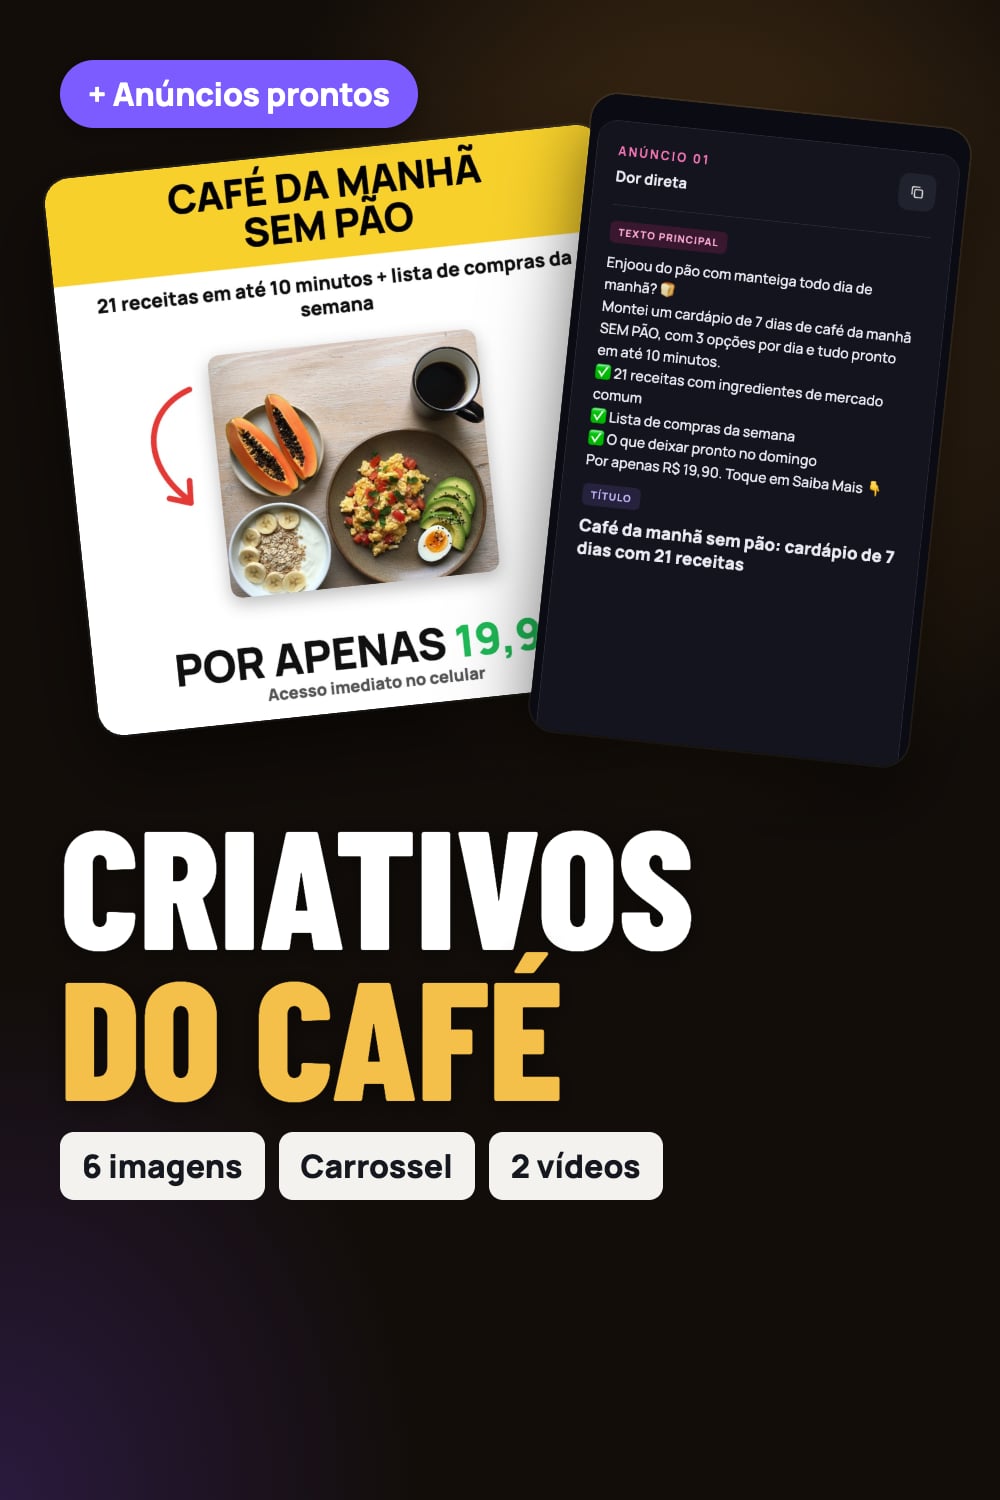 + Anúncios prontos
CAFÉ DA MANHÃ
SEM PÃO
21 receitas em até 10 minutos + lista de compras da
semana
POR APENAS 19,9
Acesso imediato no celular
ANÚNCIO 01
Dor direta
TEXTO PRINCIPAL
Enjoou do pão com manteiga todo dia de
manhã? 🍞
Montei um cardápio de 7 dias de café da manhã
SEM PÃO, com 3 opções por dia e tudo pronto
em até 10 minutos.
✅ 21 receitas com ingredientes de mercado
comum
✅ Lista de compras da semana
✅ O que deixar pronto no domingo
Por apenas R$ 19,90. Toque em Saiba Mais 👇
TÍTULO
Café da manhã sem pão: cardápio de 7
dias com 21 receitas
CRIATIVOS
DO CAFÉ
6 imagens
Carrossel
2 vídeos